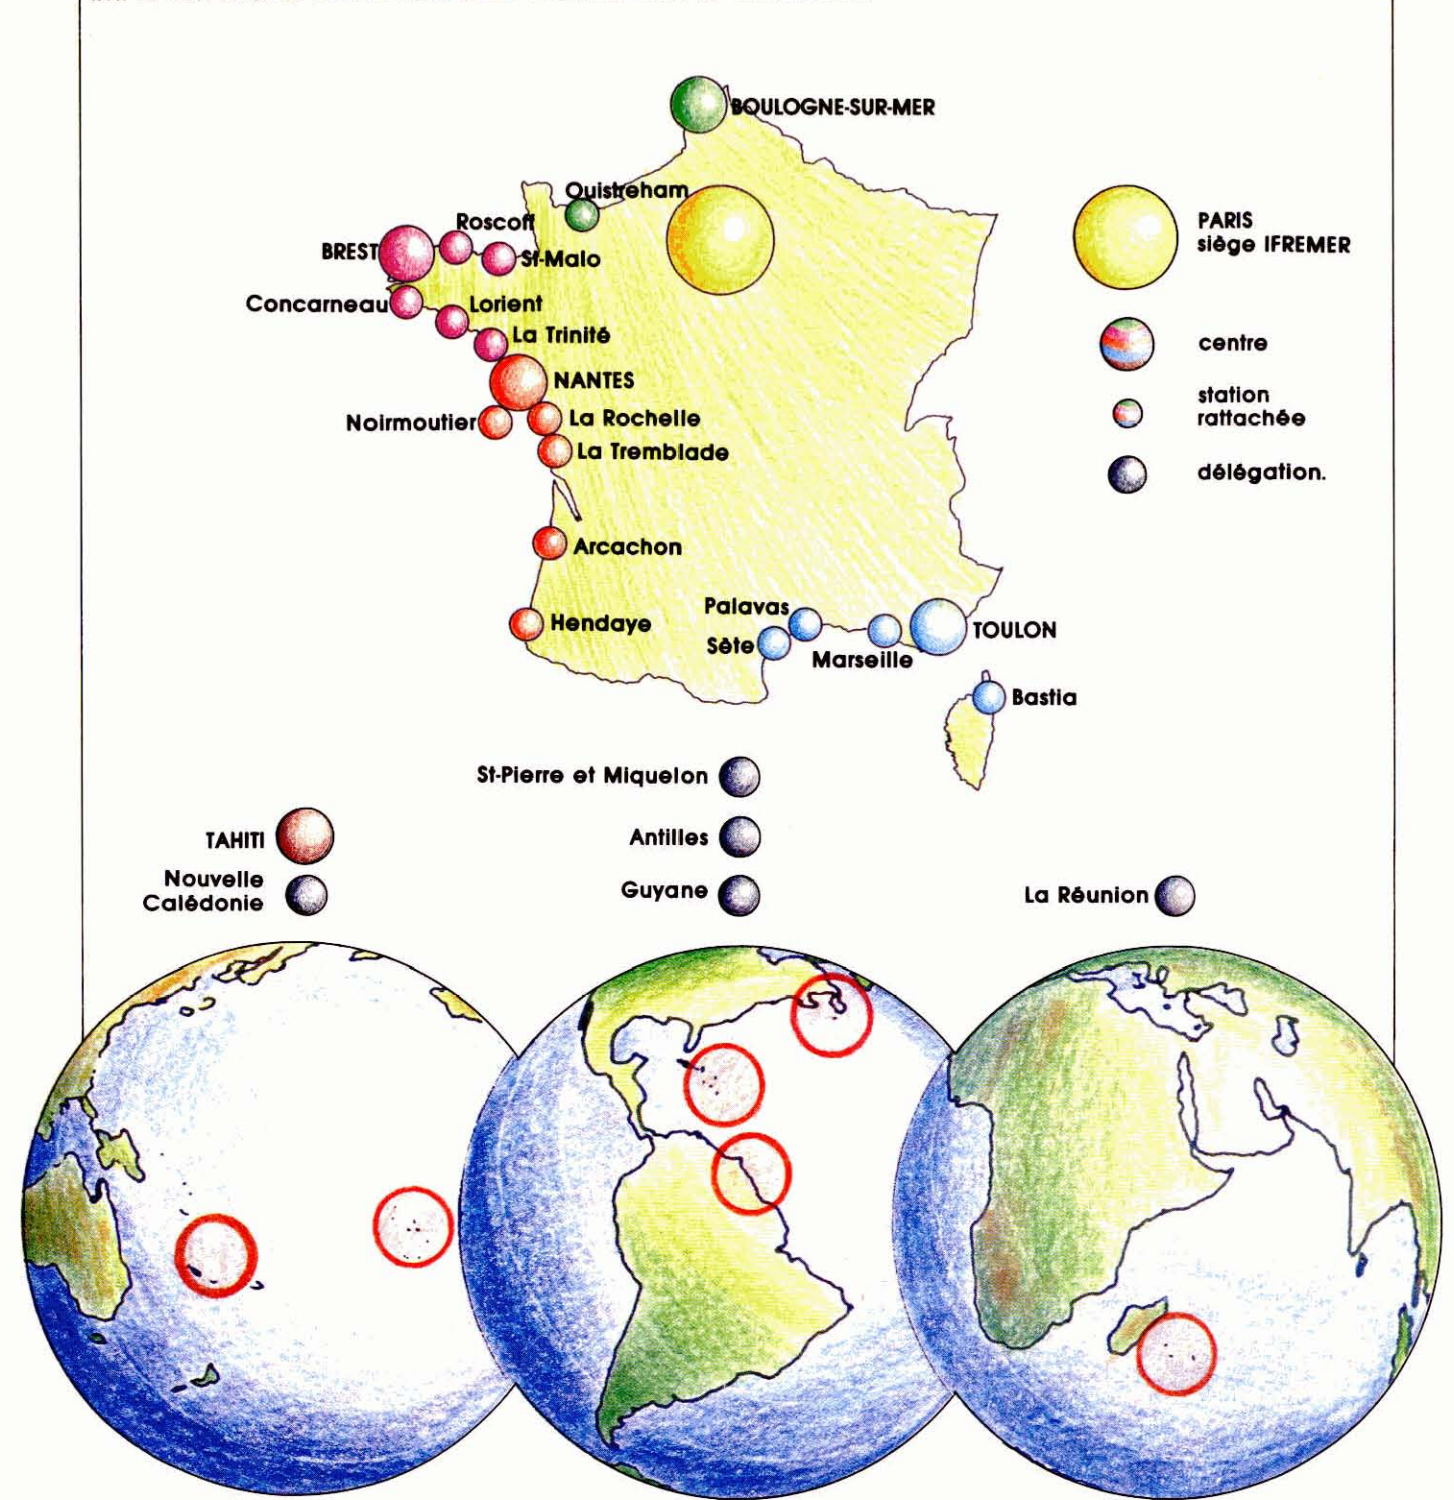 BOULOGNE-SUR-MER
Ouistreham
Roscoff
BREST
St-Malo
Concarneau
Lorient
La Trinité
NANTES
Noirmoutier
La Rochelle
La Tremblade
Arcachon
Hendaye
Palavas
Sète
Marseille
TOULON
Bastia
PARIS
siège IFREMER
centre
station
rattachée
délégation.
St-Pierre et Miquelon
TAHITI
Antilles
Nouvelle
Calédonie
Guyane
La Réunion